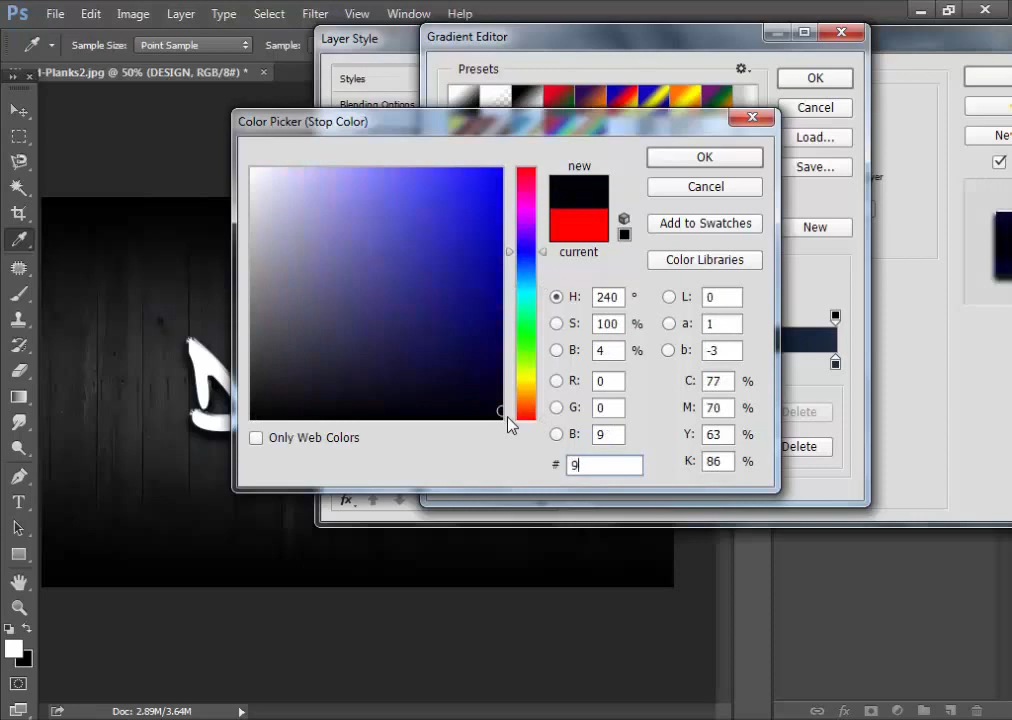 Ps File Edit Image Layer Type Select Filter View Window Help
Sample Size: Point Sample Sample:
Layer Style
Gradient Editor
-Planks2.jpg @ 50% (DESIGN, RGB/8#) *
Styles
Blending Options
Presets
OK
Cancel
Load...
Save...
New
New
Color Picker (Stop Color)
new
current
OK
Cancel
Add to Swatches
Color Libraries
H: 240 ° L: 0
S: 100 % a: 1
B: 4 % b: -3
R: 0 C: 77 %
G: 0 M: 70 %
B: 9 Y: 63 %
# 9 K: 86 %
Only Web Colors
Delete
Delete
fx
T
Doc: 2.89M/3.64M
fx